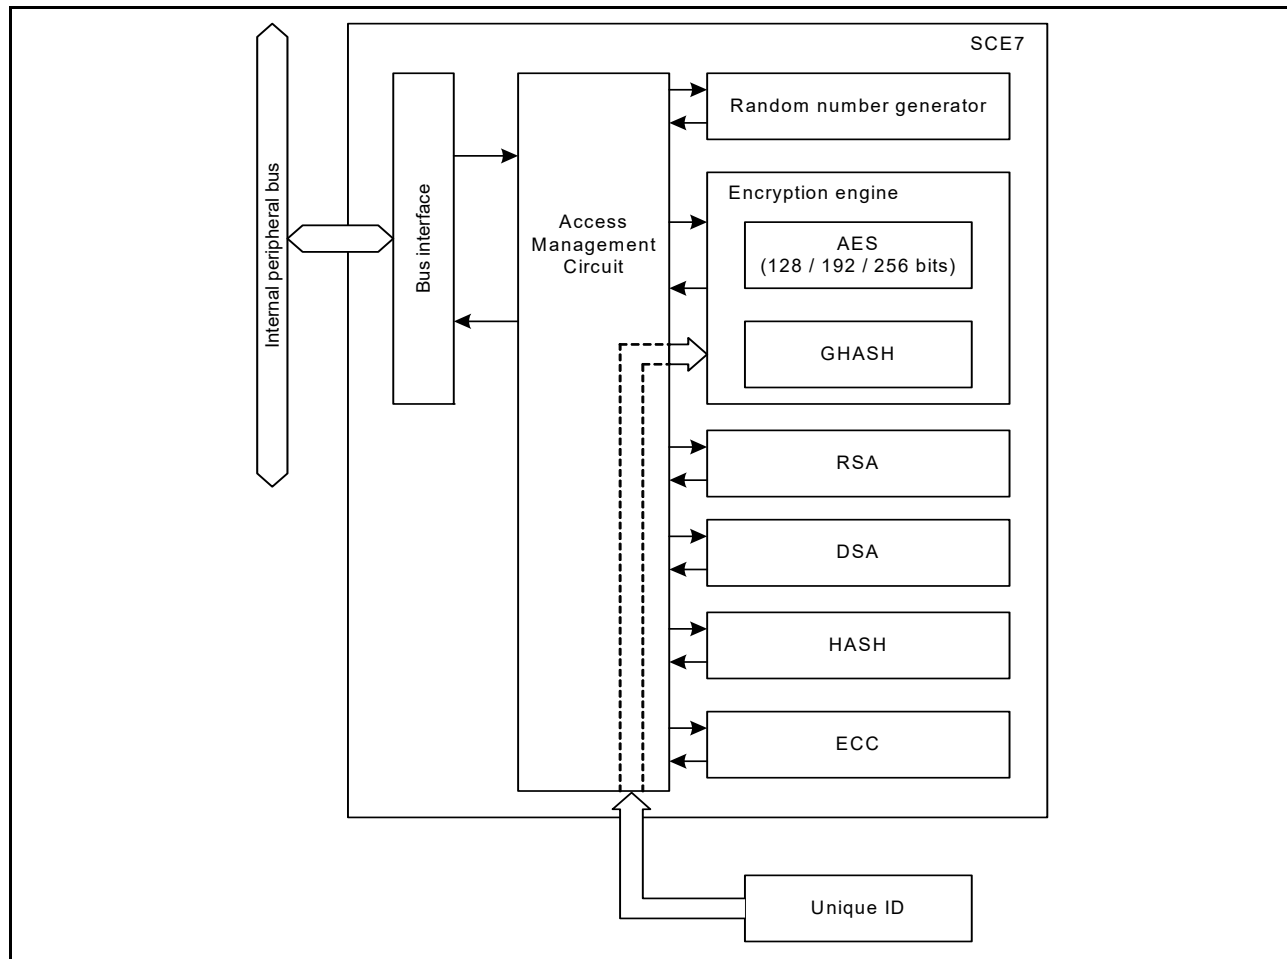 SCE7
Internal peripheral bus
Bus interface
Access
Management
Circuit
Random number generator
Encryption engine
AES
(128 / 192 / 256 bits)
GHASH
RSA
DSA
HASH
ECC
Unique ID